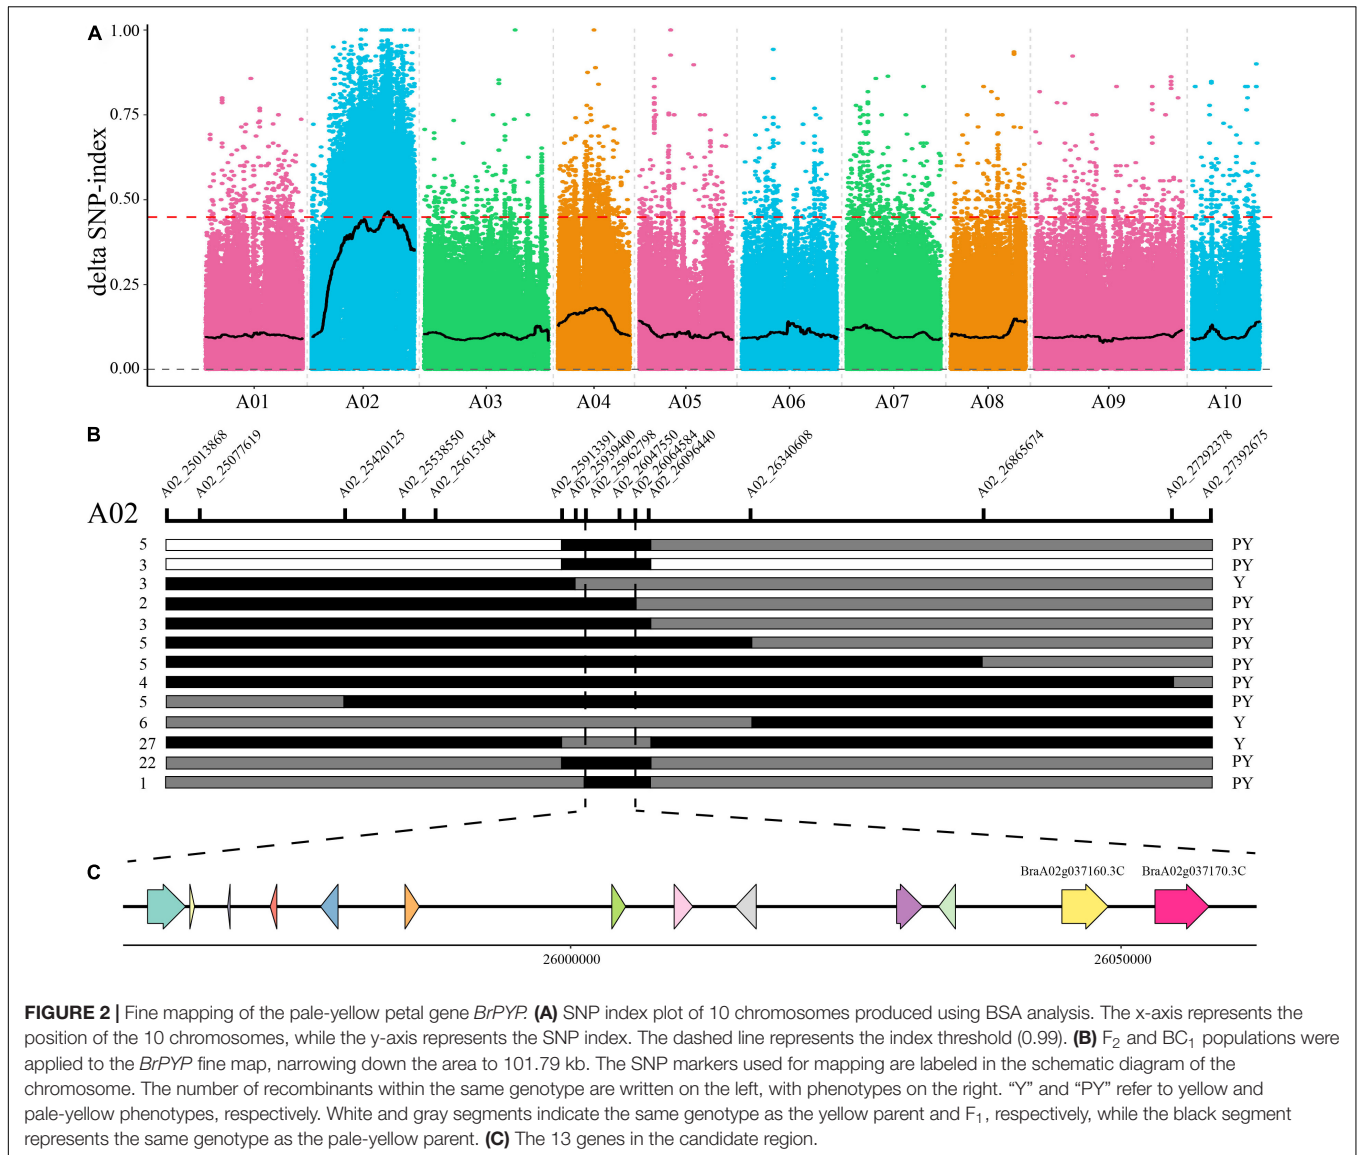 A
delta SNP-index
1.00
0.75
0.50
0.25
0.00
A01 A02 A03 A04 A05 A06 A07 A08 A09 A10
B
A02_25013868
A02_25077619
A02_25420125
A02_25538550
A02_25615364
A02_25913391
A02_25939400
A02_25962798
A02_26047550
A02_26064584
A02_26096440
A02_26340608
A02_26865674
A02_27292378
A02_27392675
A02
5 PY
3 PY
3 Y
2 PY
3 PY
5 PY
5 PY
4 PY
5 PY
6 Y
27 Y
22 PY
1 PY
C
BraA02g037160.3C BraA02g037170.3C
26000000 26050000
FIGURE 2 | Fine mapping of the pale-yellow petal gene BrPYP. (A) SNP index plot of 10 chromosomes produced using BSA analysis. The x-axis represents the
position of the 10 chromosomes, while the y-axis represents the SNP index. The dashed line represents the index threshold (0.99). (B) F2 and BC1 populations were
applied to the BrPYP fine map, narrowing down the area to 101.79 kb. The SNP markers used for mapping are labeled in the schematic diagram of the
chromosome. The number of recombinants within the same genotype are written on the left, with phenotypes on the right. “Y” and “PY” refer to yellow and
pale-yellow phenotypes, respectively. White and gray segments indicate the same genotype as the yellow parent and F1, respectively, while the black segment
represents the same genotype as the pale-yellow parent. (C) The 13 genes in the candidate region.